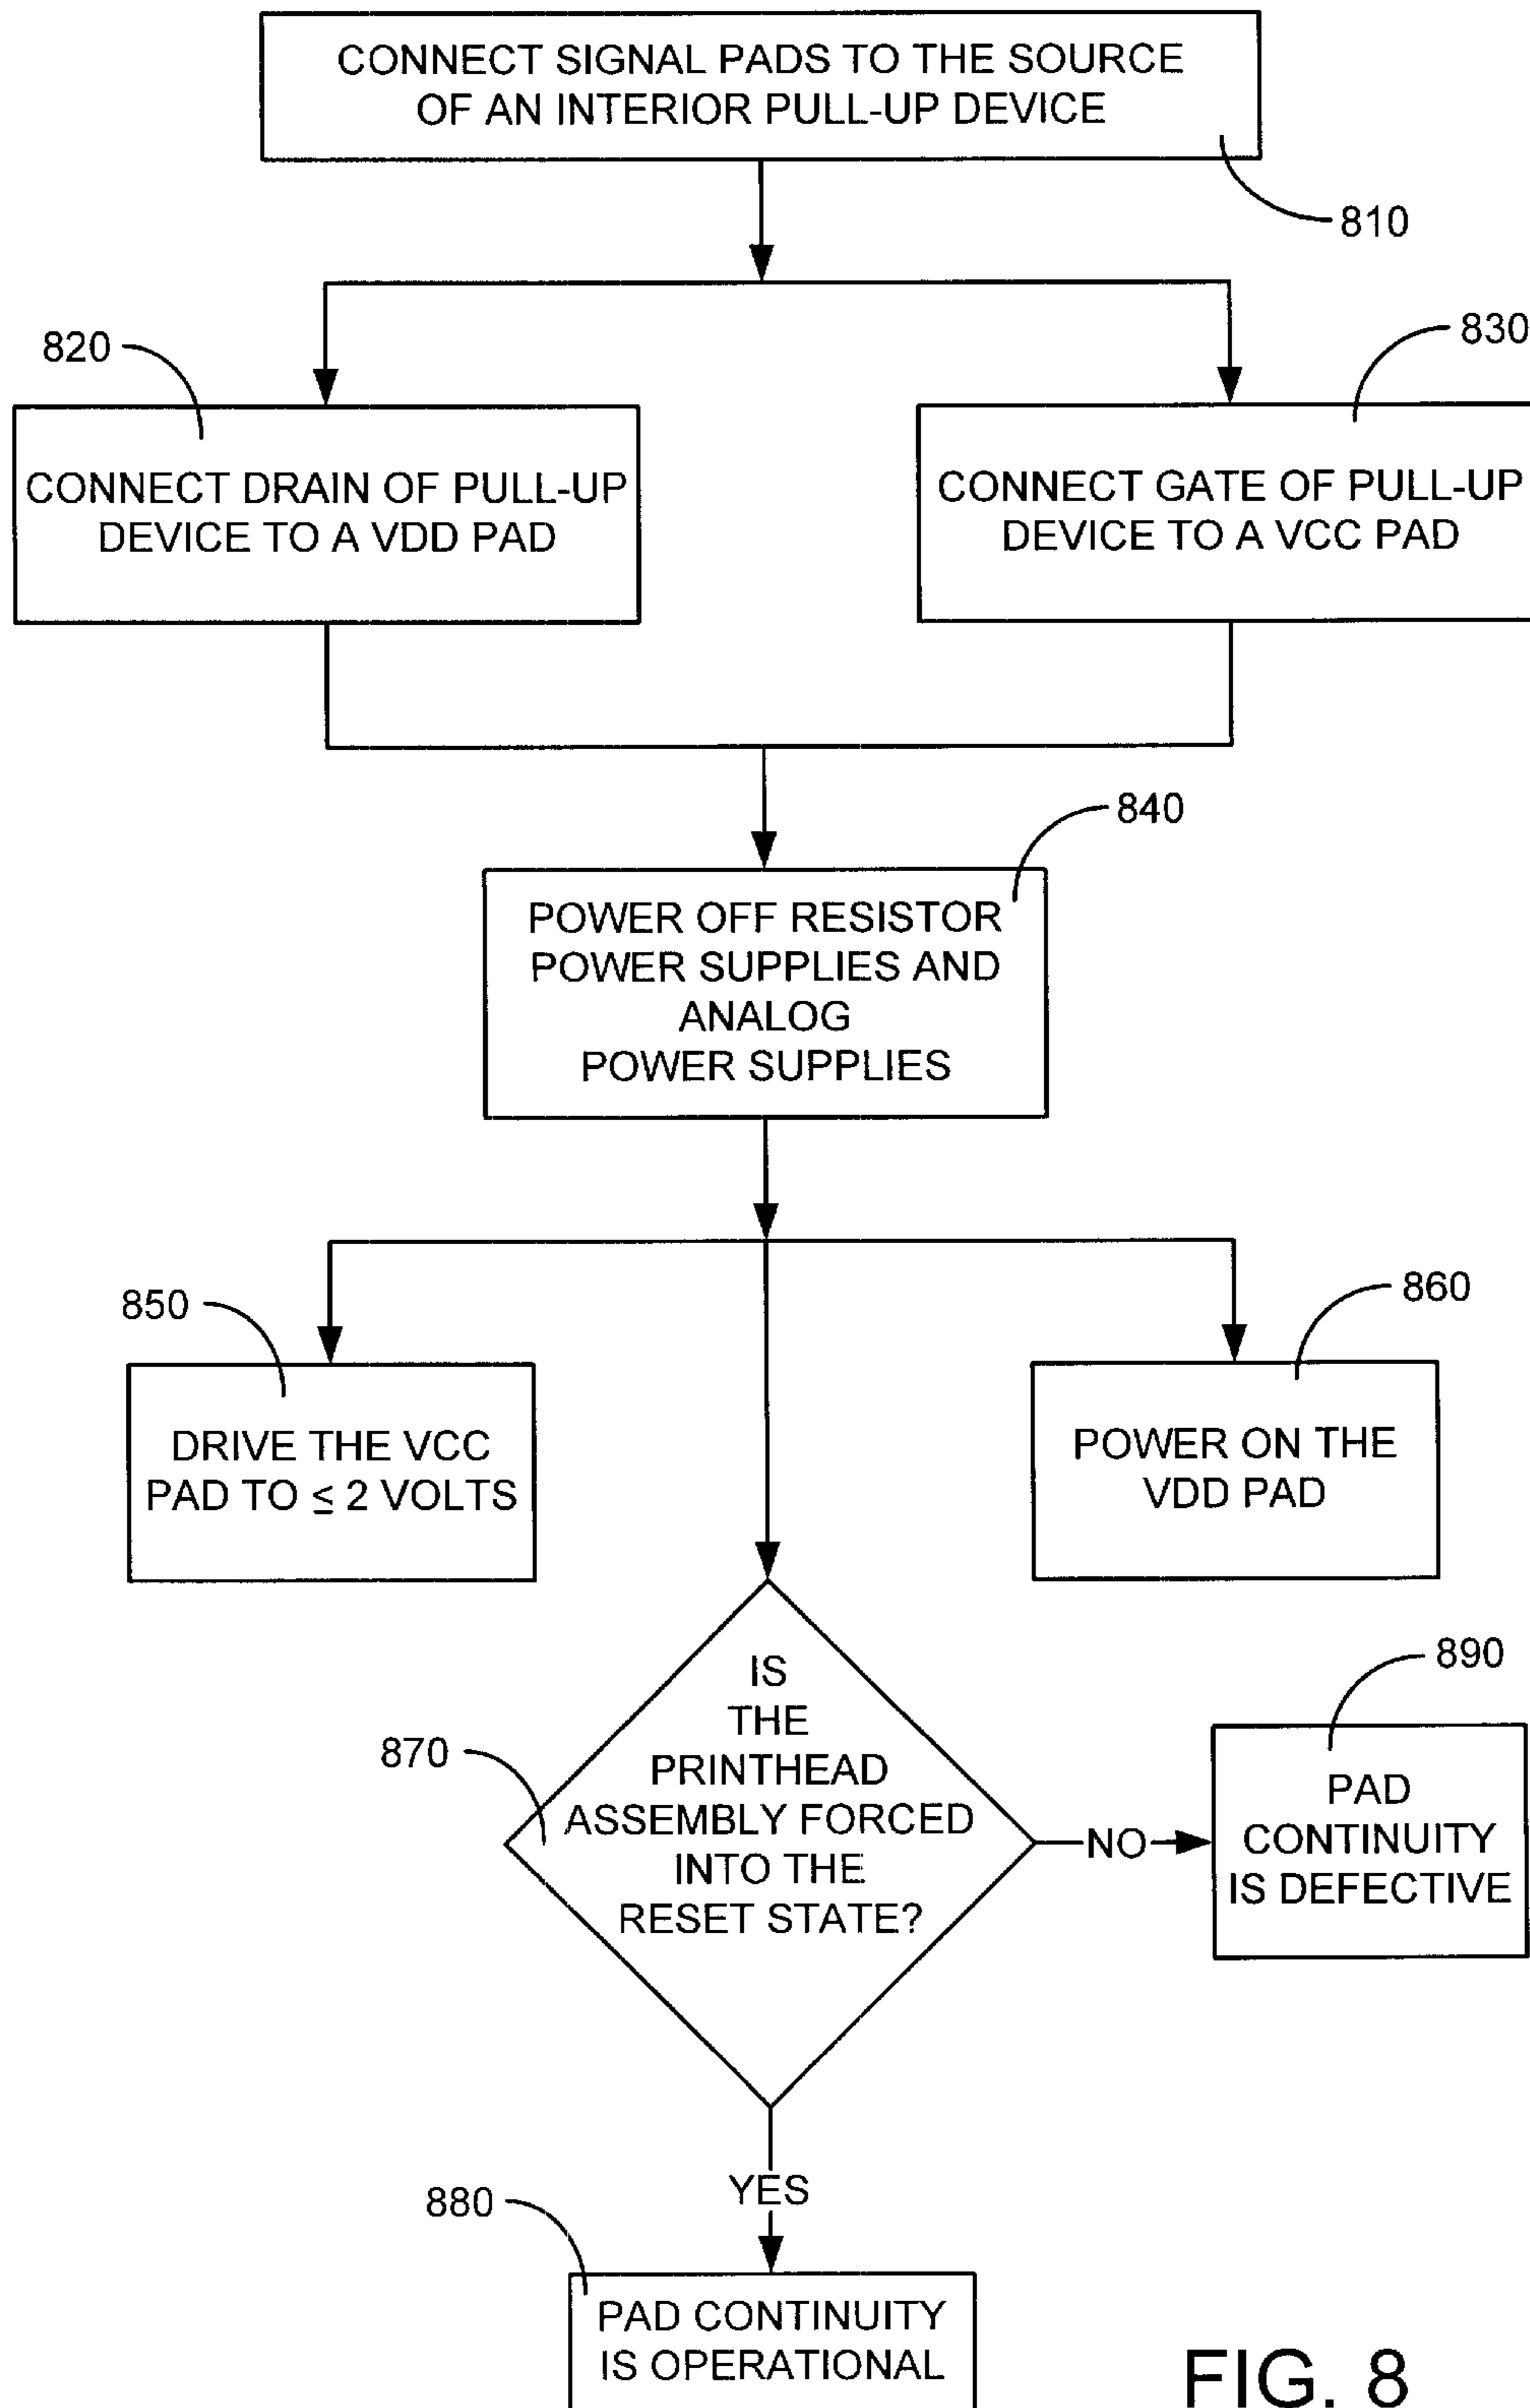 CONNECT SIGNAL PADS TO THE SOURCE
OF AN INTERIOR PULL-UP DEVICE
810
820
830
CONNECT DRAIN OF PULL-UP
DEVICE TO A VDD PAD
CONNECT GATE OF PULL-UP
DEVICE TO A VCC PAD
840
POWER OFF RESISTOR
POWER SUPPLIES AND
ANALOG
POWER SUPPLIES
850
860
DRIVE THE VCC
PAD TO ≤ 2 VOLTS
POWER ON THE
VDD PAD
870
IS
THE
PRINTHEAD
ASSEMBLY FORCED
INTO THE
RESET STATE?
NO
890
PAD
CONTINUITY
IS DEFECTIVE
YES
880
PAD CONTINUITY
IS OPERATIONAL
FIG. 8